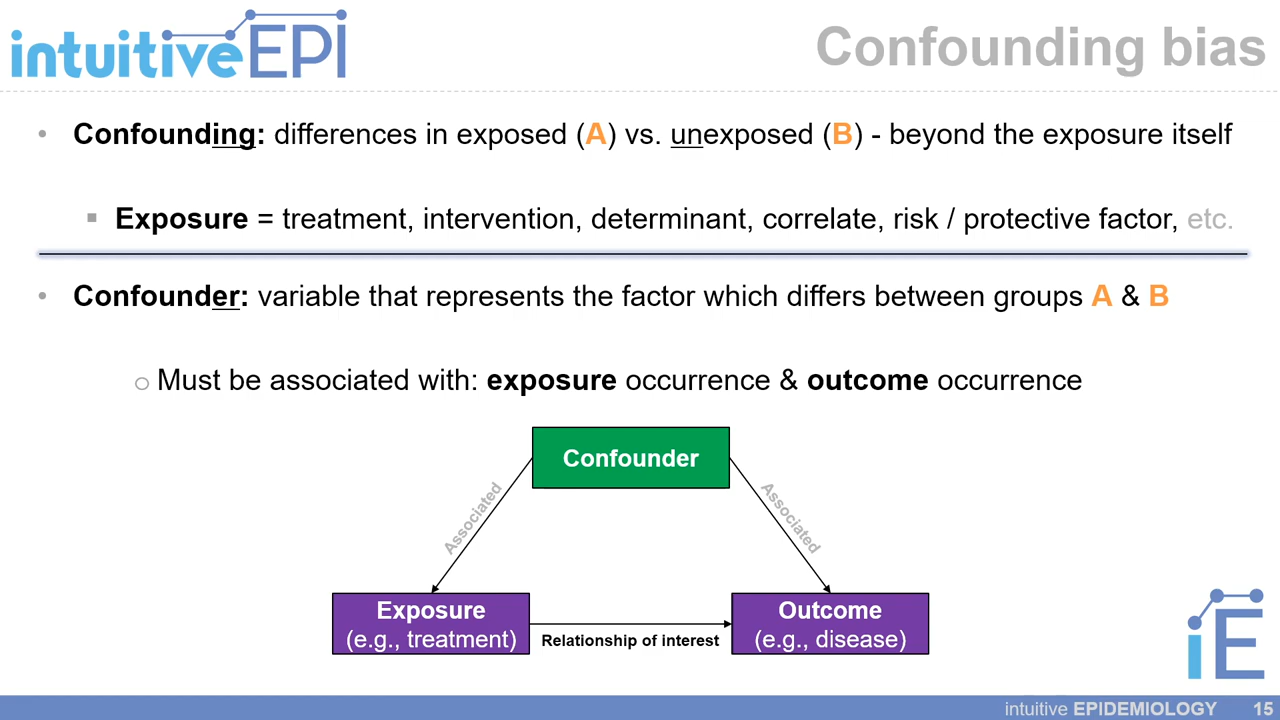 intuitiveEPI
Confounding bias
• Confounding: differences in exposed (A) vs. unexposed (B) - beyond the exposure itself
▪ Exposure = treatment, intervention, determinant, correlate, risk / protective factor, etc.
• Confounder: variable that represents the factor which differs between groups A & B
○ Must be associated with: exposure occurrence & outcome occurrence
Confounder
Associated
Associated
Exposure
(e.g., treatment)
Relationship of interest
Outcome
(e.g., disease)
iE
intuitive EPIDEMIOLOGY 15